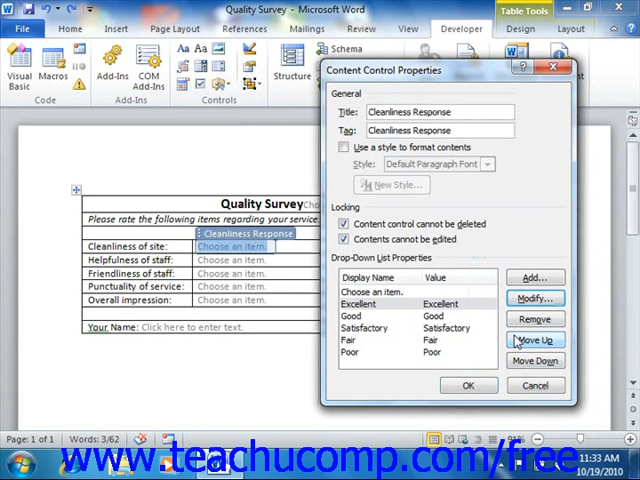 Quality Survey - Microsoft Word
Table Tools
File
Home
Insert
Page Layout
References
Mailings
Review
View
Developer
Design
Layout
Visual Basic
Macros
Code
Add-Ins
COM Add-Ins
Add-Ins
Aa
Aa
Controls
Structure
Schema
Content Control Properties
General
Title: Cleanliness Response
Tag: Cleanliness Response
Use a style to format contents
Style: Default Paragraph Font
New Style...
Locking
Content control cannot be deleted
Contents cannot be edited
Drop-Down List Properties
Display Name Value
Choose an item.
Excellent Excellent
Good Good
Satisfactory Satisfactory
Fair Fair
Poor Poor
Add...
Modify...
Remove
Move Up
Move Down
OK
Cancel
Quality Survey
Please rate the following items regarding your service.
Cleanliness Response
Cleanliness of site: Choose an item.
Helpfulness of staff: Choose an item.
Friendliness of staff: Choose an item.
Punctuality of service: Choose an item.
Overall impression: Choose an item.
Your Name: Click here to enter text.
Page: 1 of 1
Words: 3/62
91%
www.teachucomp.com/free
11:33 AM
10/19/2010